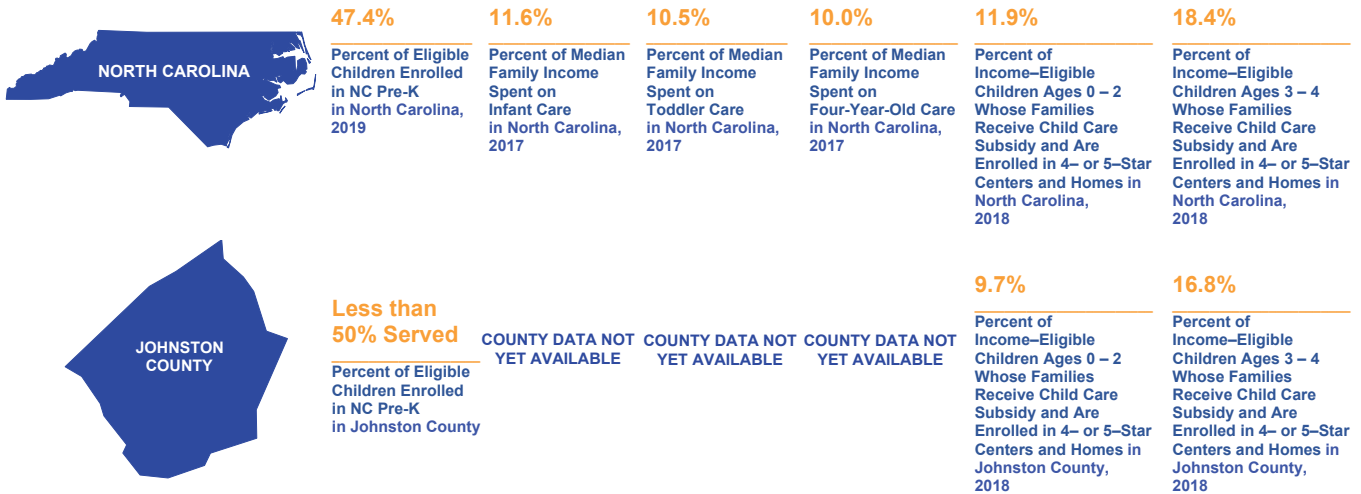 NORTH CAROLINA
47.4%
Percent of Eligible
Children Enrolled
in NC Pre-K
in North Carolina,
2019
11.6%
Percent of Median
Family Income
Spent on
Infant Care
in North Carolina,
2017
10.5%
Percent of Median
Family Income
Spent on
Toddler Care
in North Carolina,
2017
10.0%
Percent of Median
Family Income
Spent on
Four-Year-Old Care
in North Carolina,
2017
11.9%
Percent of
Income–Eligible
Children Ages 0 – 2
Whose Families
Receive Child Care
Subsidy and Are
Enrolled in 4– or 5–Star
Centers and Homes in
North Carolina,
2018
18.4%
Percent of
Income–Eligible
Children Ages 3 – 4
Whose Families
Receive Child Care
Subsidy and Are
Enrolled in 4– or 5–Star
Centers and Homes in
North Carolina,
2018
JOHNSTON
COUNTY
Less than
50% Served
Percent of Eligible
Children Enrolled
in NC Pre-K
in Johnston County
COUNTY DATA NOT
YET AVAILABLE
COUNTY DATA NOT
YET AVAILABLE
COUNTY DATA NOT
YET AVAILABLE
9.7%
Percent of
Income–Eligible
Children Ages 0 – 2
Whose Families
Receive Child Care
Subsidy and Are
Enrolled in 4– or 5–Star
Centers and Homes in
Johnston County,
2018
16.8%
Percent of
Income–Eligible
Children Ages 3 – 4
Whose Families
Receive Child Care
Subsidy and Are
Enrolled in 4– or 5–Star
Centers and Homes in
Johnston County,
2018